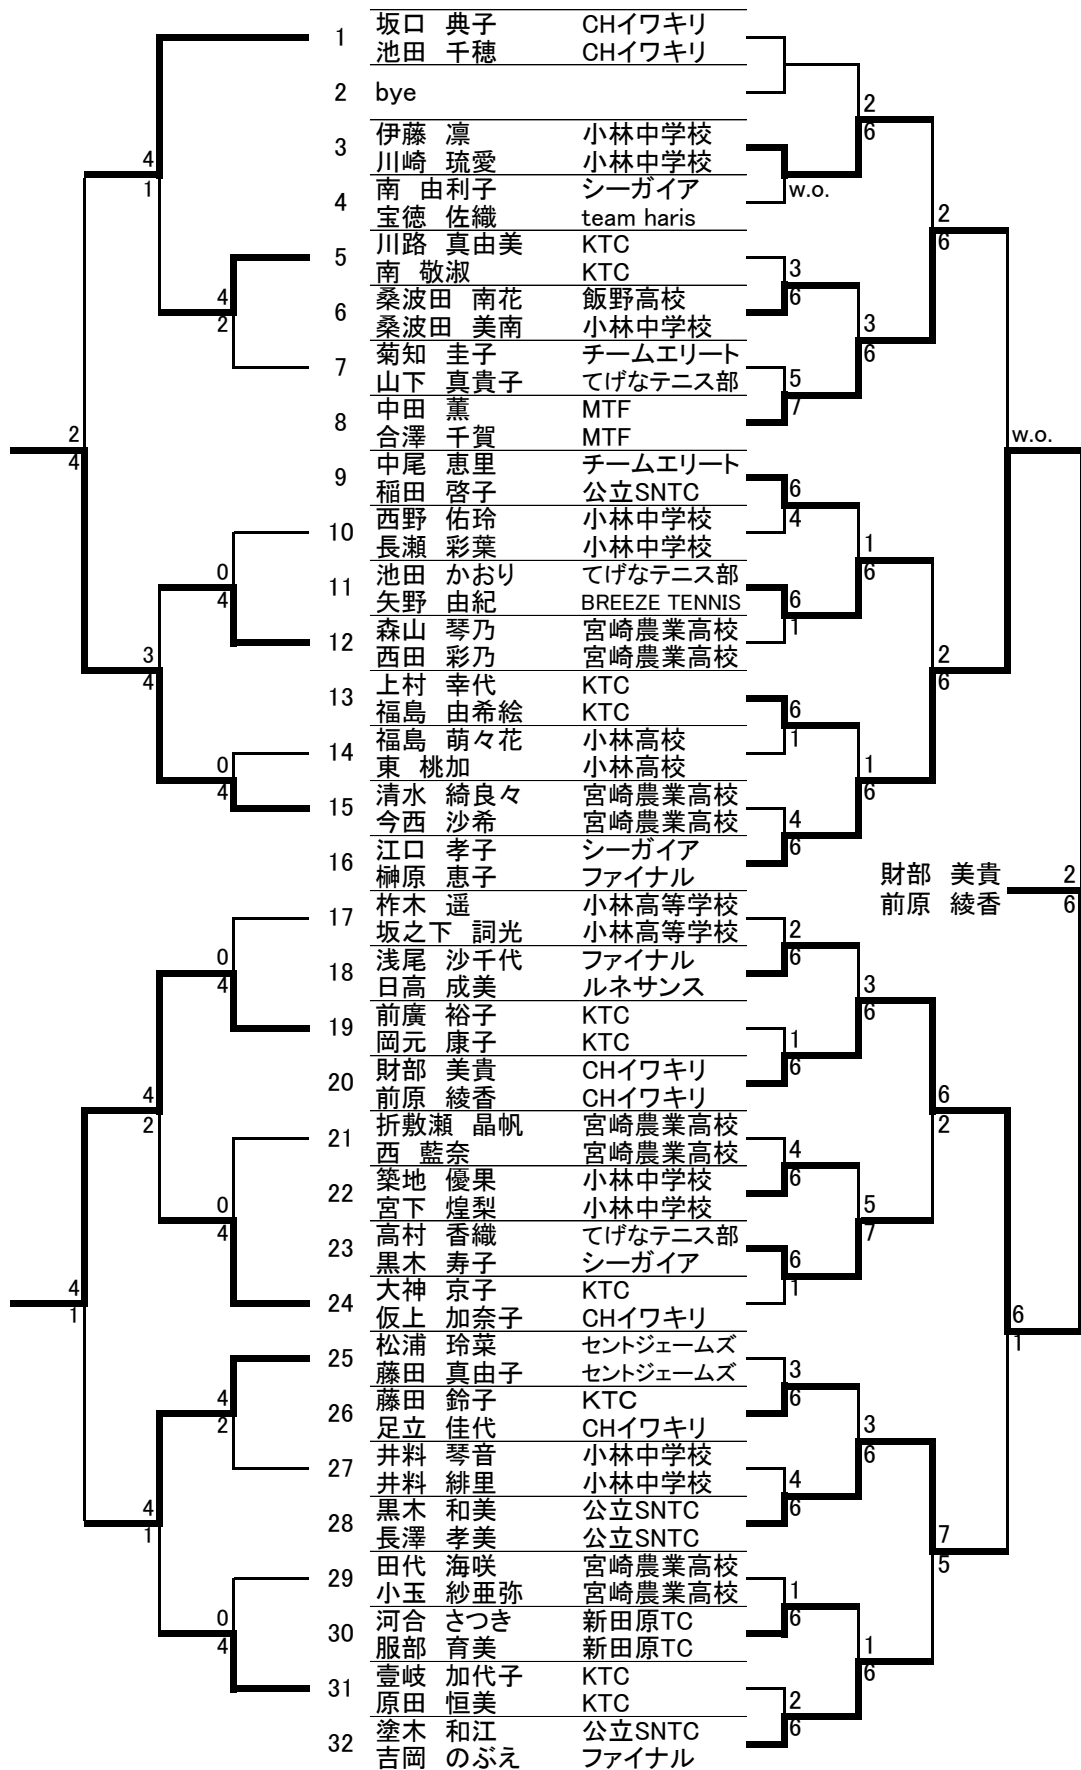 1 坂口 典子 CHイワキリ
池田 千穂 CHイワキリ
2 bye
2
6
3 伊藤 凛 小林中学校
川崎 琉愛 小林中学校
4
1
w.o.
4 南 由利子 シーガイア
宝徳 佐織 team haris
2
6
5 川路 真由美 KTC
南 敬淑 KTC
3
6
4
2
6 桑波田 南花 飯野高校
桑波田 美南 小林中学校
3
6
7 菊知 圭子 チームエリート
山下 真貴子 てげなテニス部
5
7
8 中田 薫 MTF
合澤 千賀 MTF
2
4
w.o.
9 中尾 恵里 チームエリート
稲田 啓子 公立SNTC
6
4
10 西野 佑玲 小林中学校
長瀬 彩葉 小林中学校
1
6
0
4
11 池田 かおり てげなテニス部
矢野 由紀 BREEZE TENNIS
6
1
12 森山 琴乃 宮崎農業高校
西田 彩乃 宮崎農業高校
3
4
2
6
13 上村 幸代 KTC
福島 由希絵 KTC
6
1
14 福島 萌々花 小林高校
東 桃加 小林高校
0
4
1
6
15 清水 綺良々 宮崎農業高校
今西 沙希 宮崎農業高校
4
6
16 江口 孝子 シーガイア
榊原 恵子 ファイナル
財部 美貴 2
前原 綾香 6
17 柞木 遥 小林高等学校
坂之下 詞光 小林高等学校
2
6
0
4
18 浅尾 沙千代 ファイナル
日高 成美 ルネサンス
3
6
19 前廣 裕子 KTC
岡元 康子 KTC
1
6
20 財部 美貴 CHイワキリ
前原 綾香 CHイワキリ
4
2
6
2
21 折敷瀬 晶帆 宮崎農業高校
西 藍奈 宮崎農業高校
4
6
22 築地 優果 小林中学校
宮下 煌梨 小林中学校
0
4
5
7
23 高村 香織 てげなテニス部
黒木 寿子 シーガイア
6
1
24 大神 京子 KTC
仮上 加奈子 CHイワキリ
4
1
6
1
25 松浦 玲菜 セントジェームズ
藤田 真由子 セントジェームズ
3
6
4
2
26 藤田 鈴子 KTC
足立 佳代 CHイワキリ
3
6
27 井料 琴音 小林中学校
井料 緋里 小林中学校
4
6
28 黒木 和美 公立SNTC
長澤 孝美 公立SNTC
4
1
7
5
29 田代 海咲 宮崎農業高校
小玉 紗亜弥 宮崎農業高校
1
6
0
4
30 河合 さつき 新田原TC
服部 育美 新田原TC
1
6
31 壹岐 加代子 KTC
原田 恒美 KTC
2
6
32 塗木 和江 公立SNTC
吉岡 のぶえ ファイナル